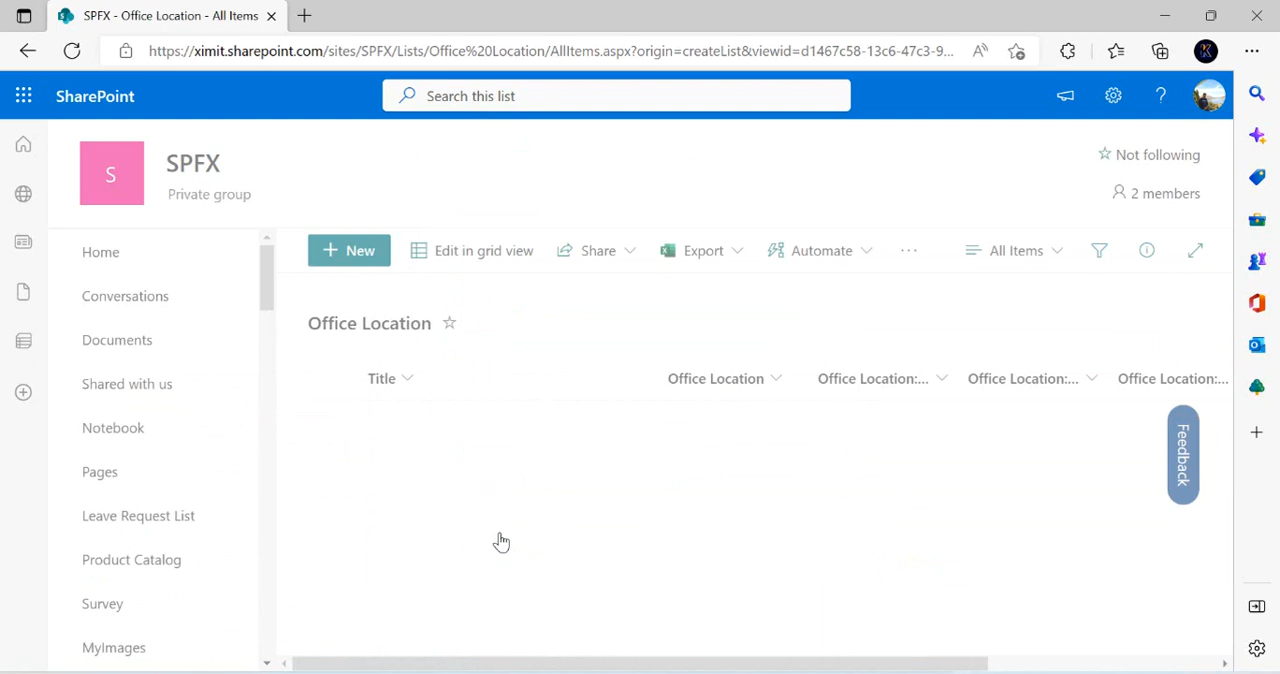 SPFX - Office Location - All Items
https://ximit.sharepoint.com/sites/SPFX/Lists/Office%20Location/AllItems.aspx?origin=createList&viewid=d1467c58-13c6-47c3-9...
SharePoint
Search this list
S
SPFX
Private group
Not following
2 members
Home
Conversations
Documents
Shared with us
Notebook
Pages
Leave Request List
Product Catalog
Survey
MyImages
New
Edit in grid view
Share
Export
Automate
...
All Items
Office Location
Title
Office Location
Office Location:...
Office Location:...
Office Location:...
Feedback